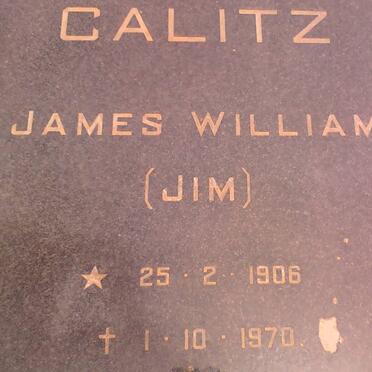 CALITZ
JAMES WILLIAM
(JIM)
★ 25 · 2 · 1906
✝ 1 · 10 · 1970.